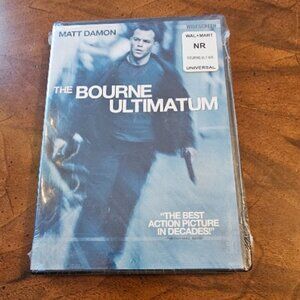 MATT DAMON
WIDESCREEN
WAL★MART
NR
UNIVERSAL
THE BOURNE
ULTIMATUM
"THE BEST
ACTION PICTURE
IN DECADES!"